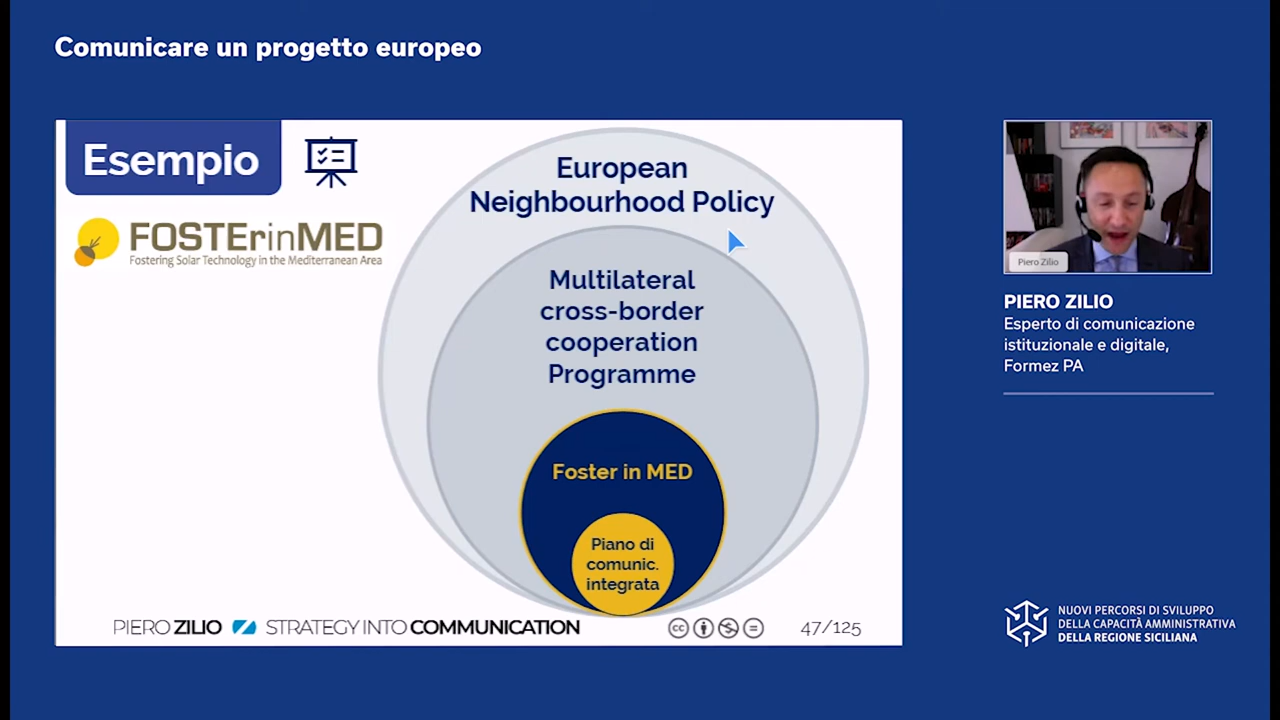 Comunicare un progetto europeo
Esempio
FOSTErinMED
Fostering Solar Technology in the Mediterranean Area
European
Neighbourhood Policy
Multilateral
cross-border
cooperation
Programme
Foster in MED
Piano di
comunic.
integrata
PIERO ZILIO STRATEGY INTO COMMUNICATION
cc
47/125
Piero Zilio
PIERO ZILIO
Esperto di comunicazione
istituzionale e digitale,
Formez PA
NUOVI PERCORSI DI SVILUPPO
DELLA CAPACITÀ AMMINISTRATIVA
DELLA REGIONE SICILIANA